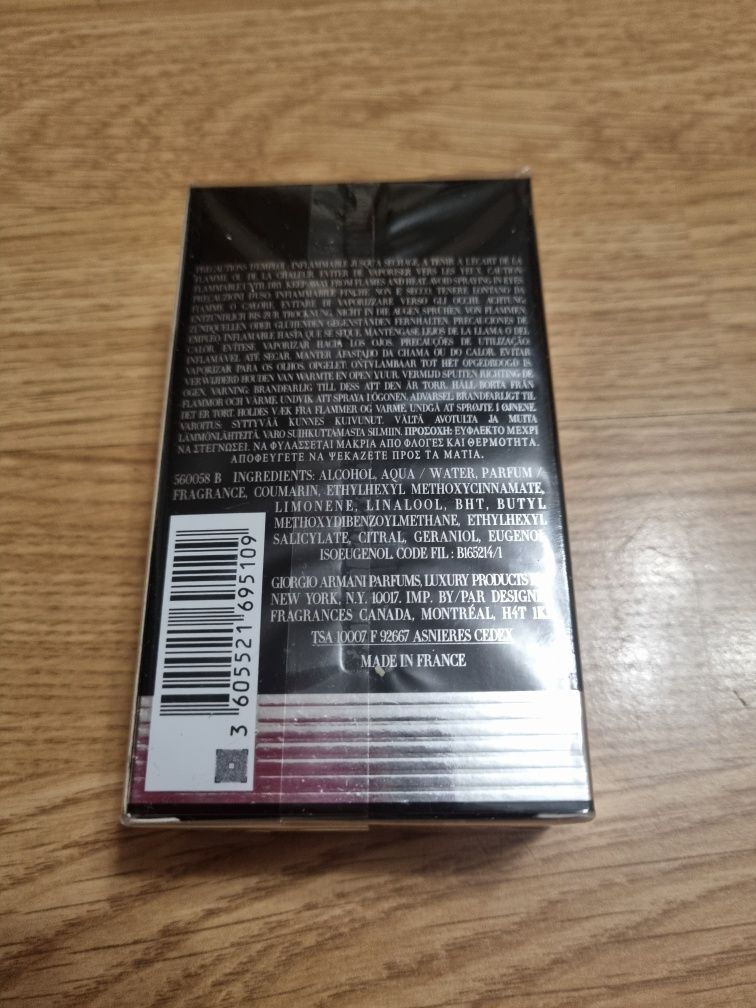 PRECAUTIONS D'EMPLOI : INFLAMMABLE JUSQU'A SECHAGE, A TENIR A L'ECART DE LA
FLAMME OU DE LA CHALEUR. EVITER DE VAPORISER VERS LES YEUX. CAUTION:
FLAMMABLE UNTIL DRY. KEEP AWAY FROM FLAMES AND HEAT. AVOID SPRAYING IN EYES.
PRECAUZIONI D'USO: INFIAMMABILE FINCHE' NON E' SECCO. TENERE LONTANO DA
FIAMME O CALORE. EVITARE DI VAPORIZZARE VERSO GLI OCCHI. ACHTUNG:
ENTZÜNDLICH BIS ZUR TROCKNUNG. NICHT IN DIE AUGEN SPRÜHEN. VON FLAMMEN,
ZÜNDQUELLEN ODER GLÜHENDEN GEGENSTÄNDEN FERNHALTEN. PRECAUCIONES DE
EMPLEO: INFLAMABLE HASTA QUE SE SEQUE. MANTÉNGASE LEJOS DE LA LLAMA O DEL
CALOR. EVÍTESE VAPORIZAR HACIA LOS OJOS. PRECAUÇÕES DE UTILIZAÇÃO:
INFLAMÁVEL ATÉ SECAR. MANTER AFASTADO DA CHAMA OU DO CALOR. EVITAR
VAPORIZAR PARA OS OLHOS. OPGELET: ONTVLAMBAAR TOT HET OPGEDROOGD IS.
VERWIJDERD HOUDEN VAN WARMTE EN OPEN VUUR. VERMIJD SPUITEN RICHTING DE
OGEN. VARNING: BRANDFARLIG TILL DESS ATT DEN ÄR TORR. HÅLL BORTA FRÅN
FLAMMOR OCH VÄRME. UNDVIK ATT SPRAYA I ÖGONEN. ADVARSEL: BRANDFARLIGT TIL
DET ER TØRT. HOLDES VÆK FRA FLAMMER OG VARME. UNDGÅ AT SPRØJTE I ØJNENE.
VAROITUS: SYTTYVÄÄ KUNNES KUIVUNUT. VÄLTÄ AVOTULTA JA MUITA
LÄMMÖNLÄHTEITÄ. VARO SUIHKUTTAMASTA SILMIIN. ΠΡΟΣΟΧΗ: ΕΥΦΛΕΚΤΟ ΜΕΧΡΙ
ΝΑ ΣΤΕΓΝΩΣΕΙ. ΝΑ ΦΥΛΑΣΣΕΤΑΙ ΜΑΚΡΙΑ ΑΠΟ ΦΛΟΓΕΣ ΚΑΙ ΘΕΡΜΟΤΗΤΑ.
ΑΠΟΦΕΥΓΕΤΕ ΝΑ ΨΕΚΑΖΕΤΕ ΠΡΟΣ ΤΑ ΜΑΤΙΑ.
560058 B INGREDIENTS: ALCOHOL, AQUA / WATER, PARFUM /
FRAGRANCE, COUMARIN, ETHYLHEXYL METHOXYCINNAMATE,
LIMONENE, LINALOOL, BHT, BUTYL
METHOXYDIBENZOYLMETHANE, ETHYLHEXYL
SALICYLATE, CITRAL, GERANIOL, EUGENOL,
ISOEUGENOL. CODE FIL : B165214/1
GIORGIO ARMANI PARFUMS, LUXURY PRODUCTS
NEW YORK, N.Y. 10017. IMP. BY/PAR DESIGNER
FRAGRANCES CANADA, MONTRÉAL, H4T
TSA 10007 F 92667 ASNIERES CEDEX
MADE IN FRANCE
3 605521 695109